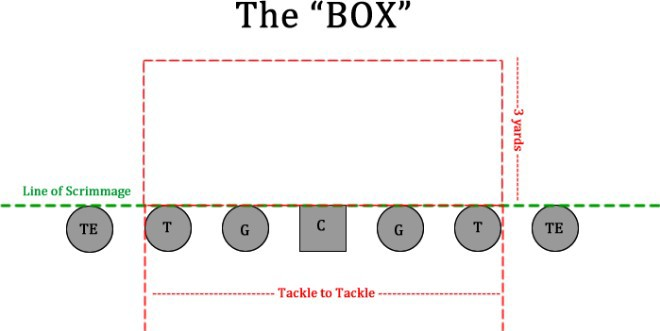 The “BOX”
3 yards
Line of Scrimmage
TE T G C G T TE
Tackle to Tackle